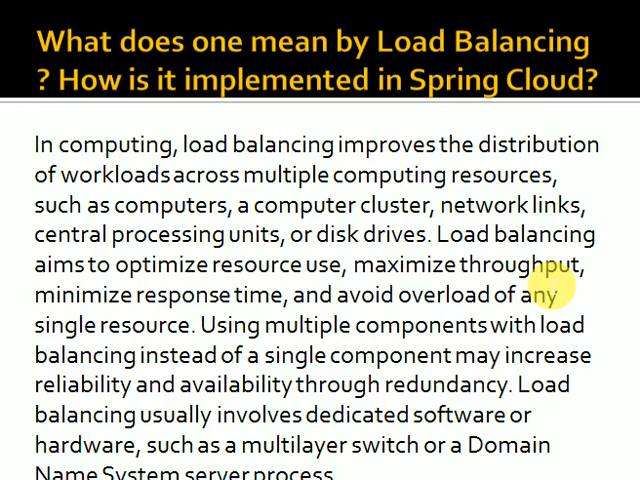 What does one mean by Load Balancing
? How is it implemented in Spring Cloud?
In computing, load balancing improves the distribution
of workloads across multiple computing resources,
such as computers, a computer cluster, network links,
central processing units, or disk drives. Load balancing
aims to optimize resource use, maximize throughput,
minimize response time, and avoid overload of any
single resource. Using multiple components with load
balancing instead of a single component may increase
reliability and availability through redundancy. Load
balancing usually involves dedicated software or
hardware, such as a multilayer switch or a Domain
Name System server process.